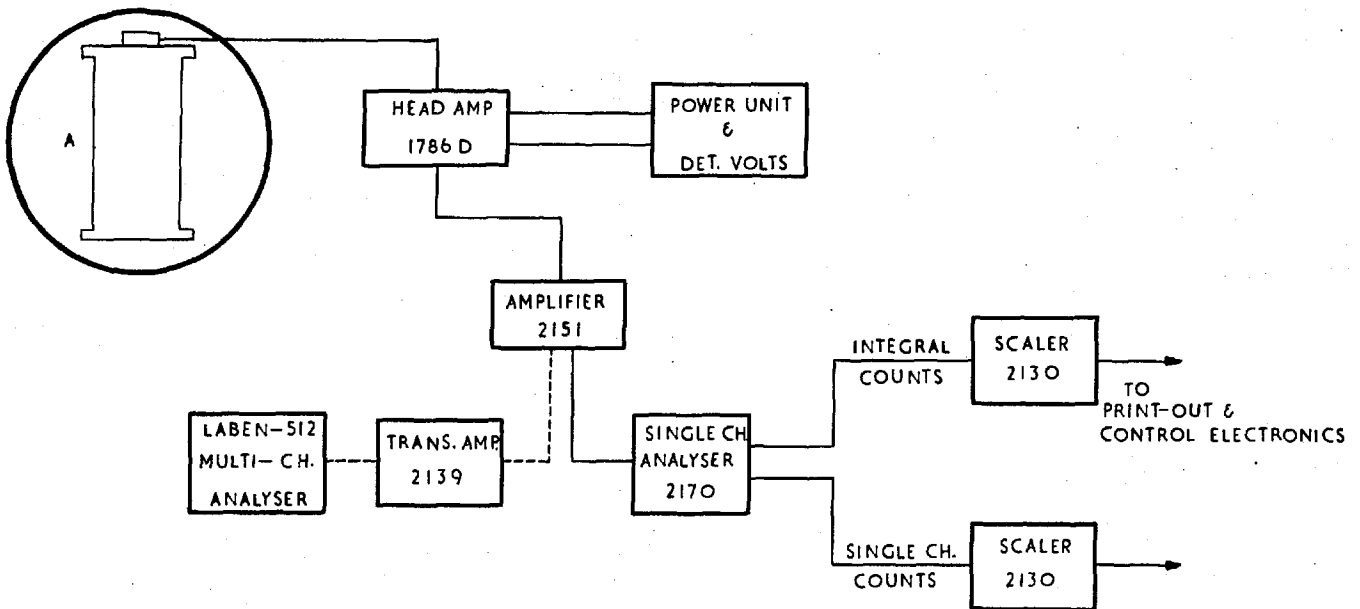 A
HEAD AMP
1786 D
POWER UNIT
&
DET. VOLTS
AMPLIFIER
2151
LABEN-512
MULTI-CH.
ANALYSER
TRANS. AMP.
2139
SINGLE CH.
ANALYSER
2170
INTEGRAL
COUNTS
SCALER
2130
TO
PRINT-OUT &
CONTROL ELECTRONICS
SINGLE CH.
COUNTS
SCALER
2130